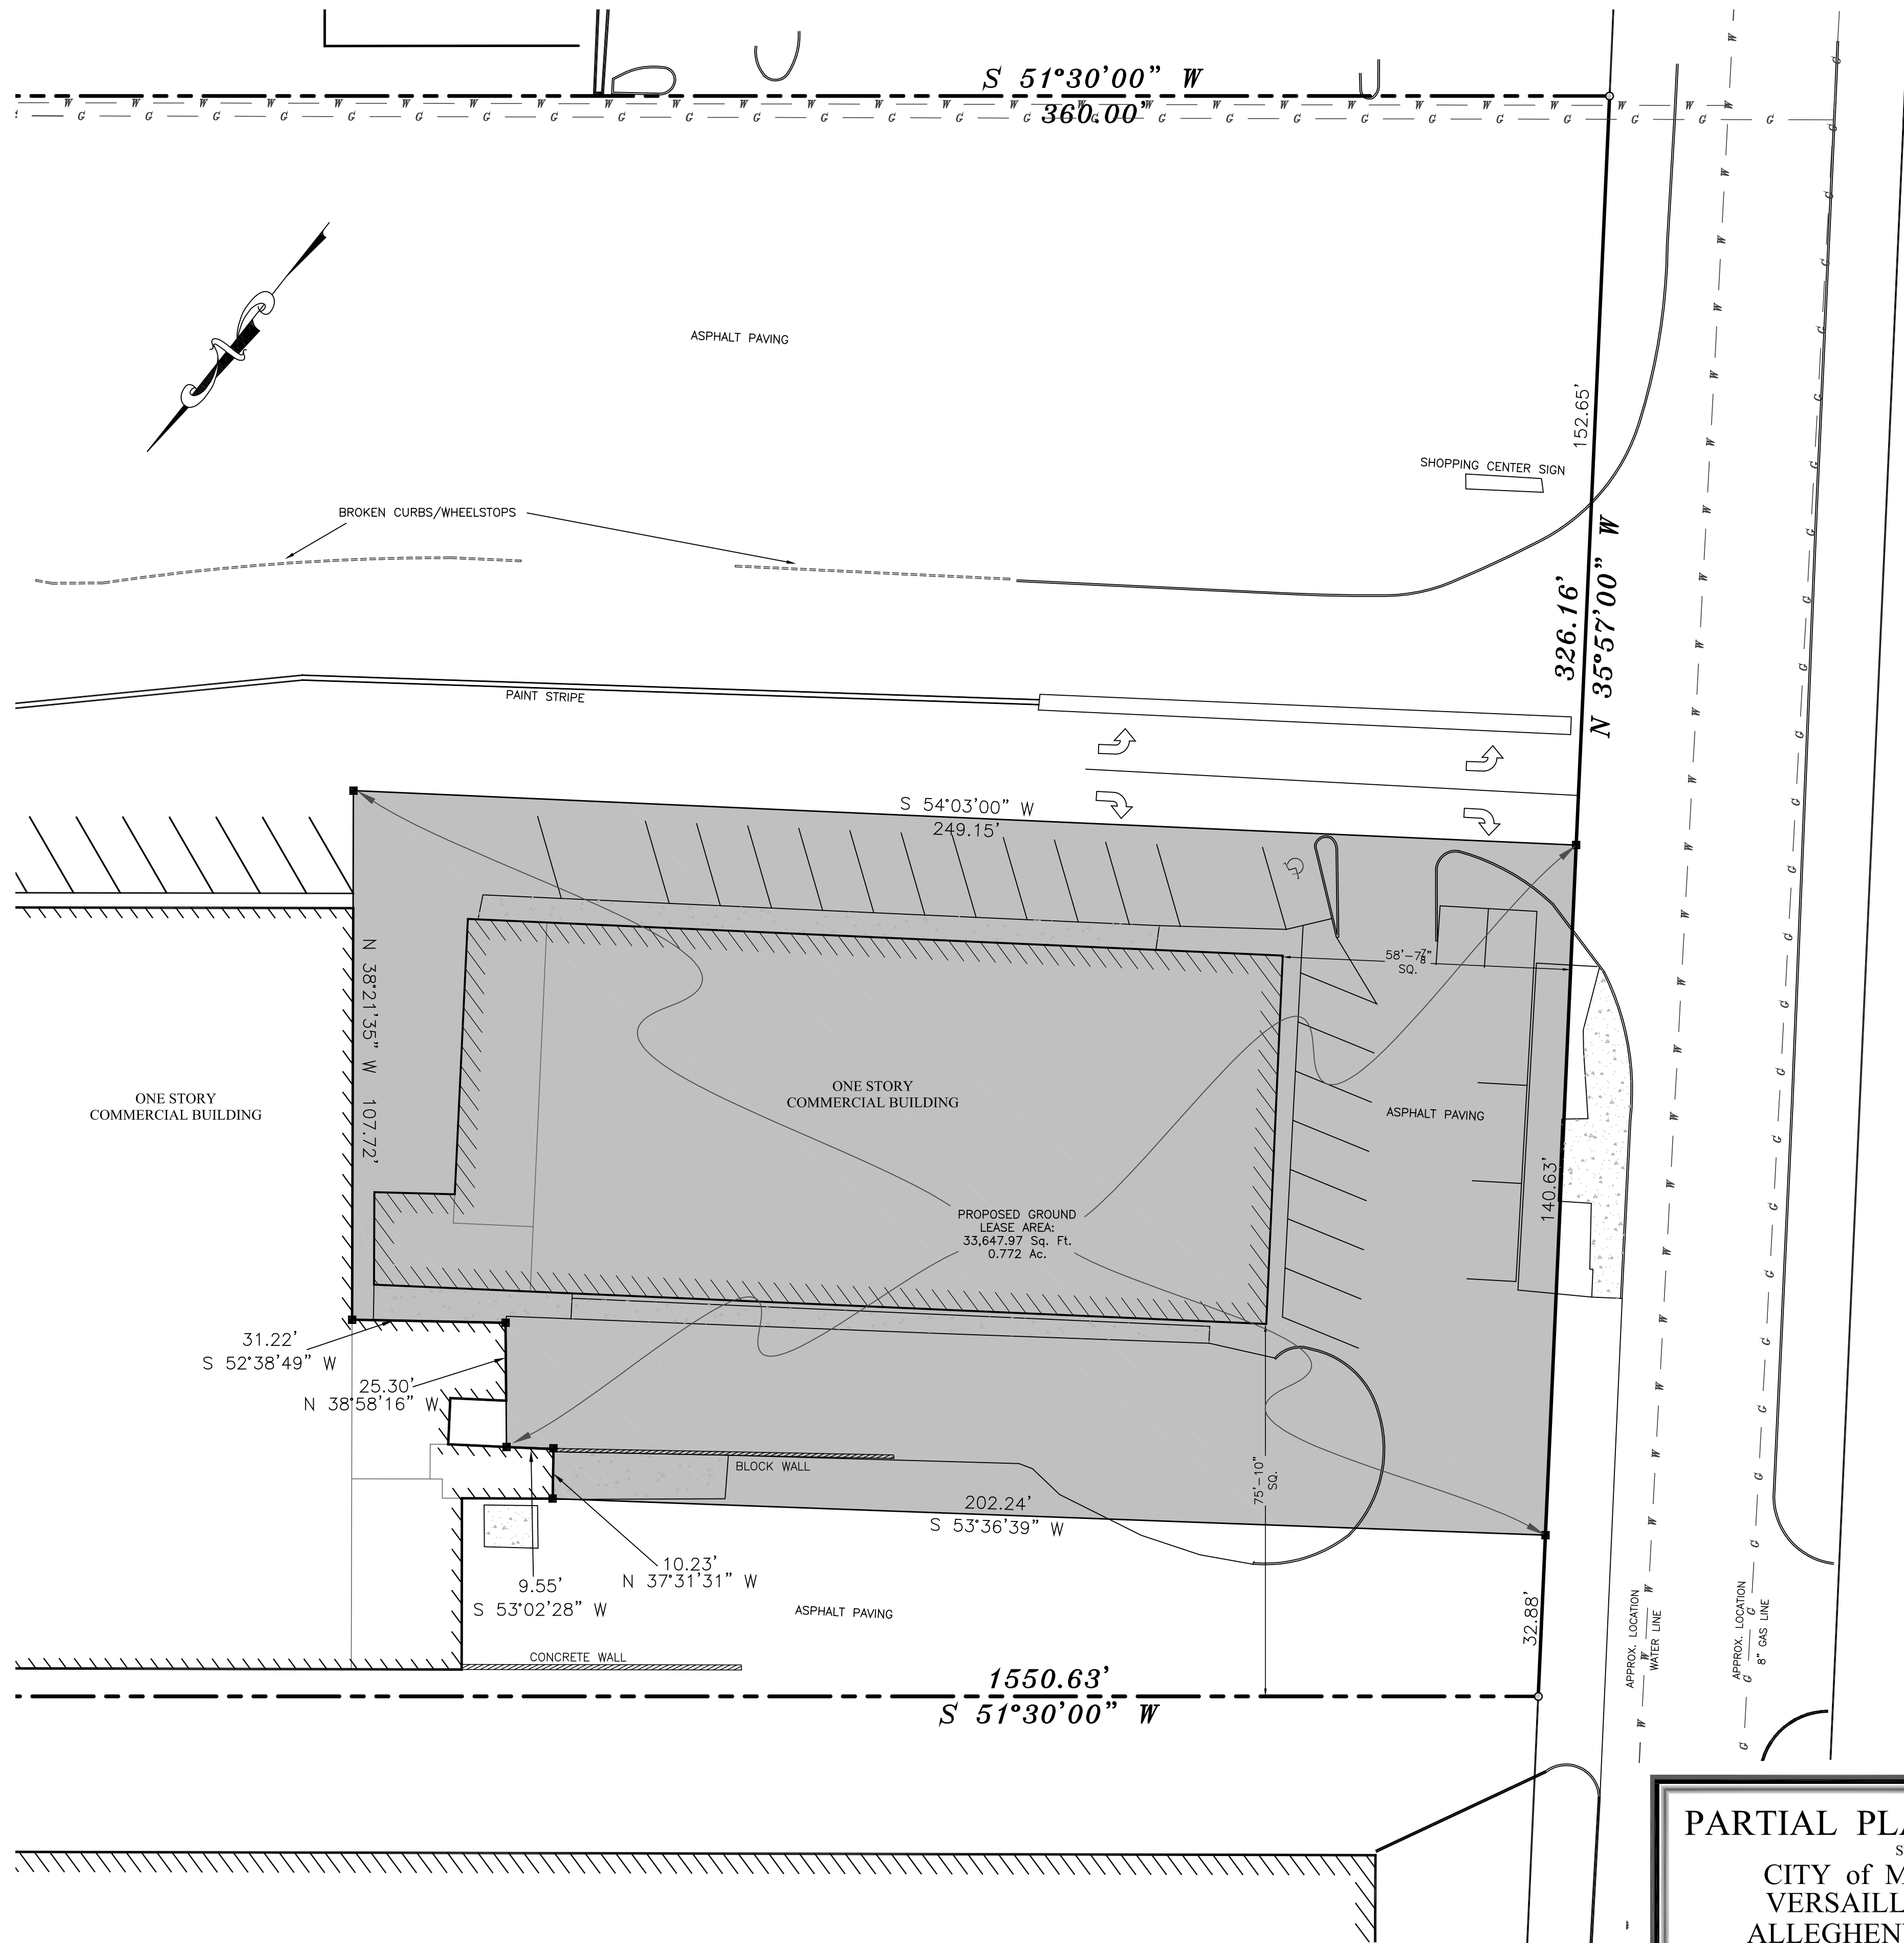 S 51°30’00” W
360.00’
ASPHALT PAVING
152.65’
SHOPPING CENTER SIGN
BROKEN CURBS/WHEELSTOPS
326.16’
N 35°57’00” W
PAINT STRIPE
S 54°03’00” W
249.15’
N 38°21’35” W 107.72’
58’-7⅞”
SQ.
ONE STORY
COMMERCIAL BUILDING
ONE STORY
COMMERCIAL BUILDING
ASPHALT PAVING
140.63’
PROPOSED GROUND
LEASE AREA:
33,647.97 Sq. Ft.
0.772 Ac.
31.22’
S 52°38’49” W
25.30’
N 38°58’16” W
BLOCK WALL
75’-10”
SQ.
202.24’
S 53°36’39” W
10.23’
N 37°31’31” W
9.55’
S 53°02’28” W
ASPHALT PAVING
32.88’
APPROX. LOCATION
WATER LINE
APPROX. LOCATION
8” GAS LINE
CONCRETE WALL
1550.63’
S 51°30’00” W
PARTIAL PLA
S
CITY of M
VERSAILL
ALLEGHEN